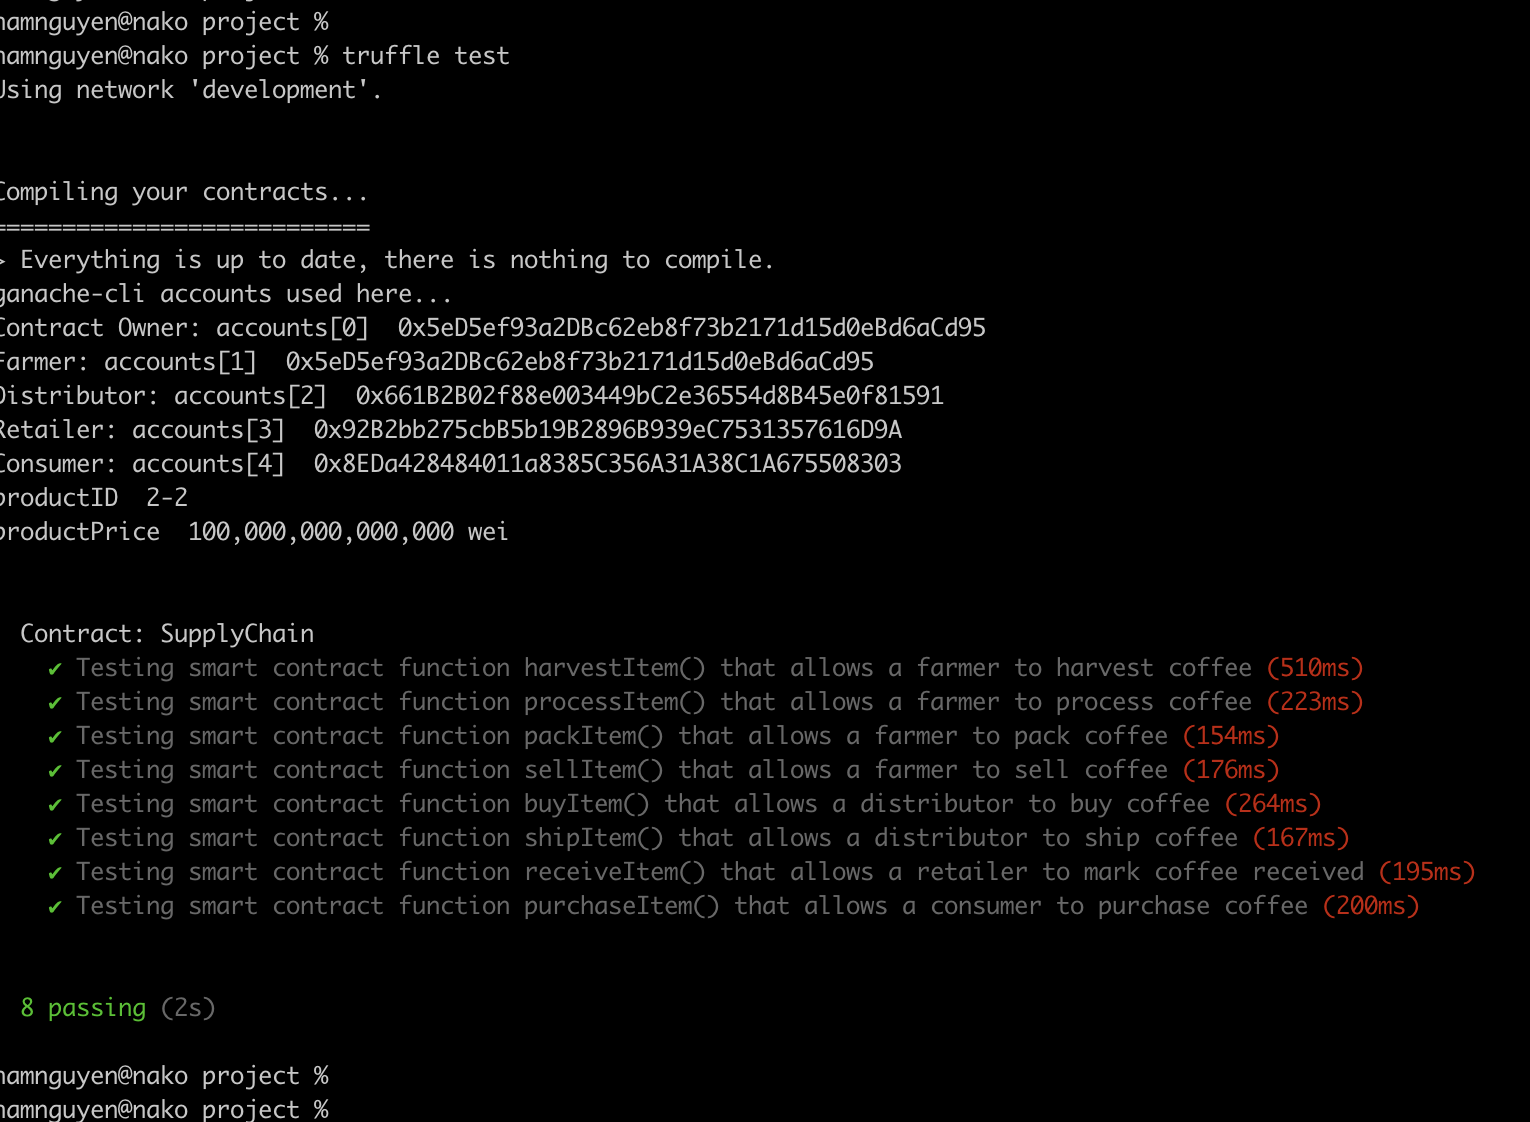 namnguyen@nako project %
namnguyen@nako project % truffle test
Using network 'development'.
Compiling your contracts...
===========================
> Everything is up to date, there is nothing to compile.
ganache-cli accounts used here...
Contract Owner: accounts[0]  0x5eD5ef93a2DBc62eb8f73b2171d15d0eBd6aCd95
Farmer: accounts[1]  0x5eD5ef93a2DBc62eb8f73b2171d15d0eBd6aCd95
Distributor: accounts[2]  0x661B2B02f88e003449bC2e36554d8B45e0f81591
Retailer: accounts[3]  0x92B2bb275cbB5b19B2896B939eC7531357616D9A
Consumer: accounts[4]  0x8EDa428484011a8385C356A31A38C1A675508303
productID  2-2
productPrice  100,000,000,000,000 wei
Contract: SupplyChain
✔ Testing smart contract function harvestItem() that allows a farmer to harvest coffee (510ms)
✔ Testing smart contract function processItem() that allows a farmer to process coffee (223ms)
✔ Testing smart contract function packItem() that allows a farmer to pack coffee (154ms)
✔ Testing smart contract function sellItem() that allows a farmer to sell coffee (176ms)
✔ Testing smart contract function buyItem() that allows a distributor to buy coffee (264ms)
✔ Testing smart contract function shipItem() that allows a distributor to ship coffee (167ms)
✔ Testing smart contract function receiveItem() that allows a retailer to mark coffee received (195ms)
✔ Testing smart contract function purchaseItem() that allows a consumer to purchase coffee (200ms)
8 passing (2s)
namnguyen@nako project %
namnguyen@nako project %